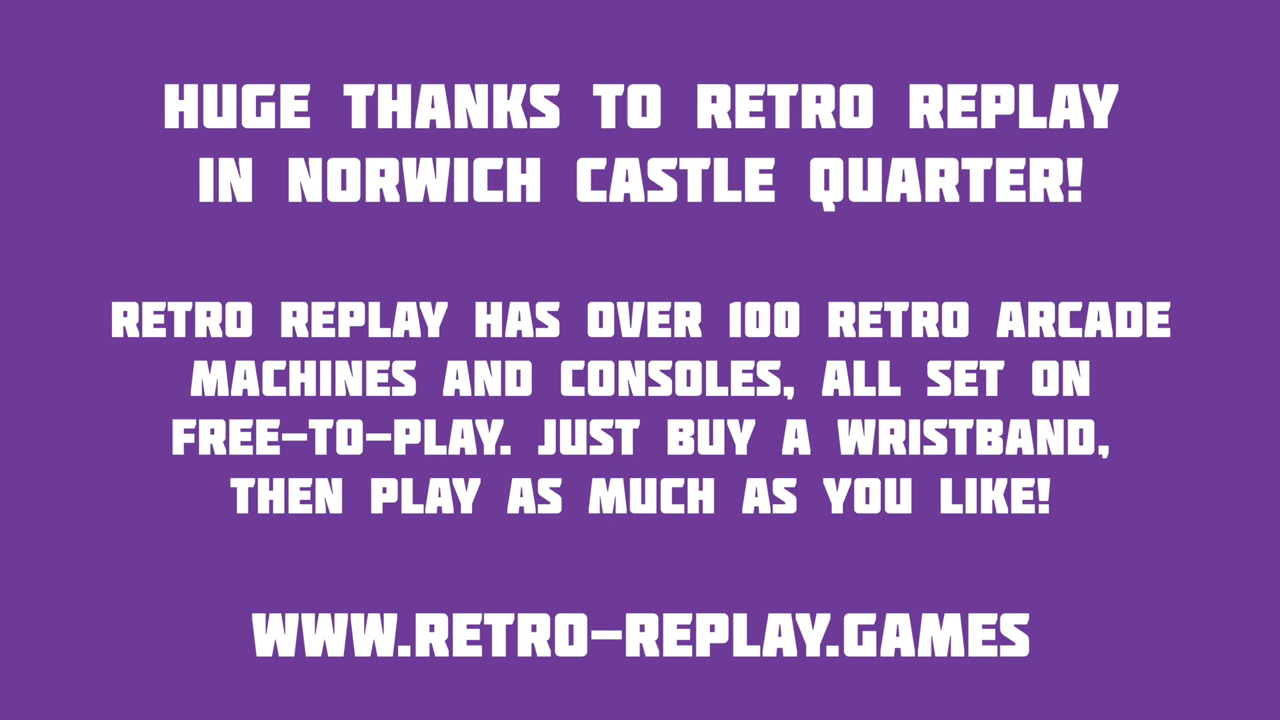 HUGE THANKS TO RETRO REPLAY
IN NORWICH CASTLE QUARTER!
RETRO REPLAY HAS OVER 100 RETRO ARCADE
MACHINES AND CONSOLES, ALL SET ON
FREE-TO-PLAY. JUST BUY A WRISTBAND,
THEN PLAY AS MUCH AS YOU LIKE!
WWW.RETRO-REPLAY.GAMES